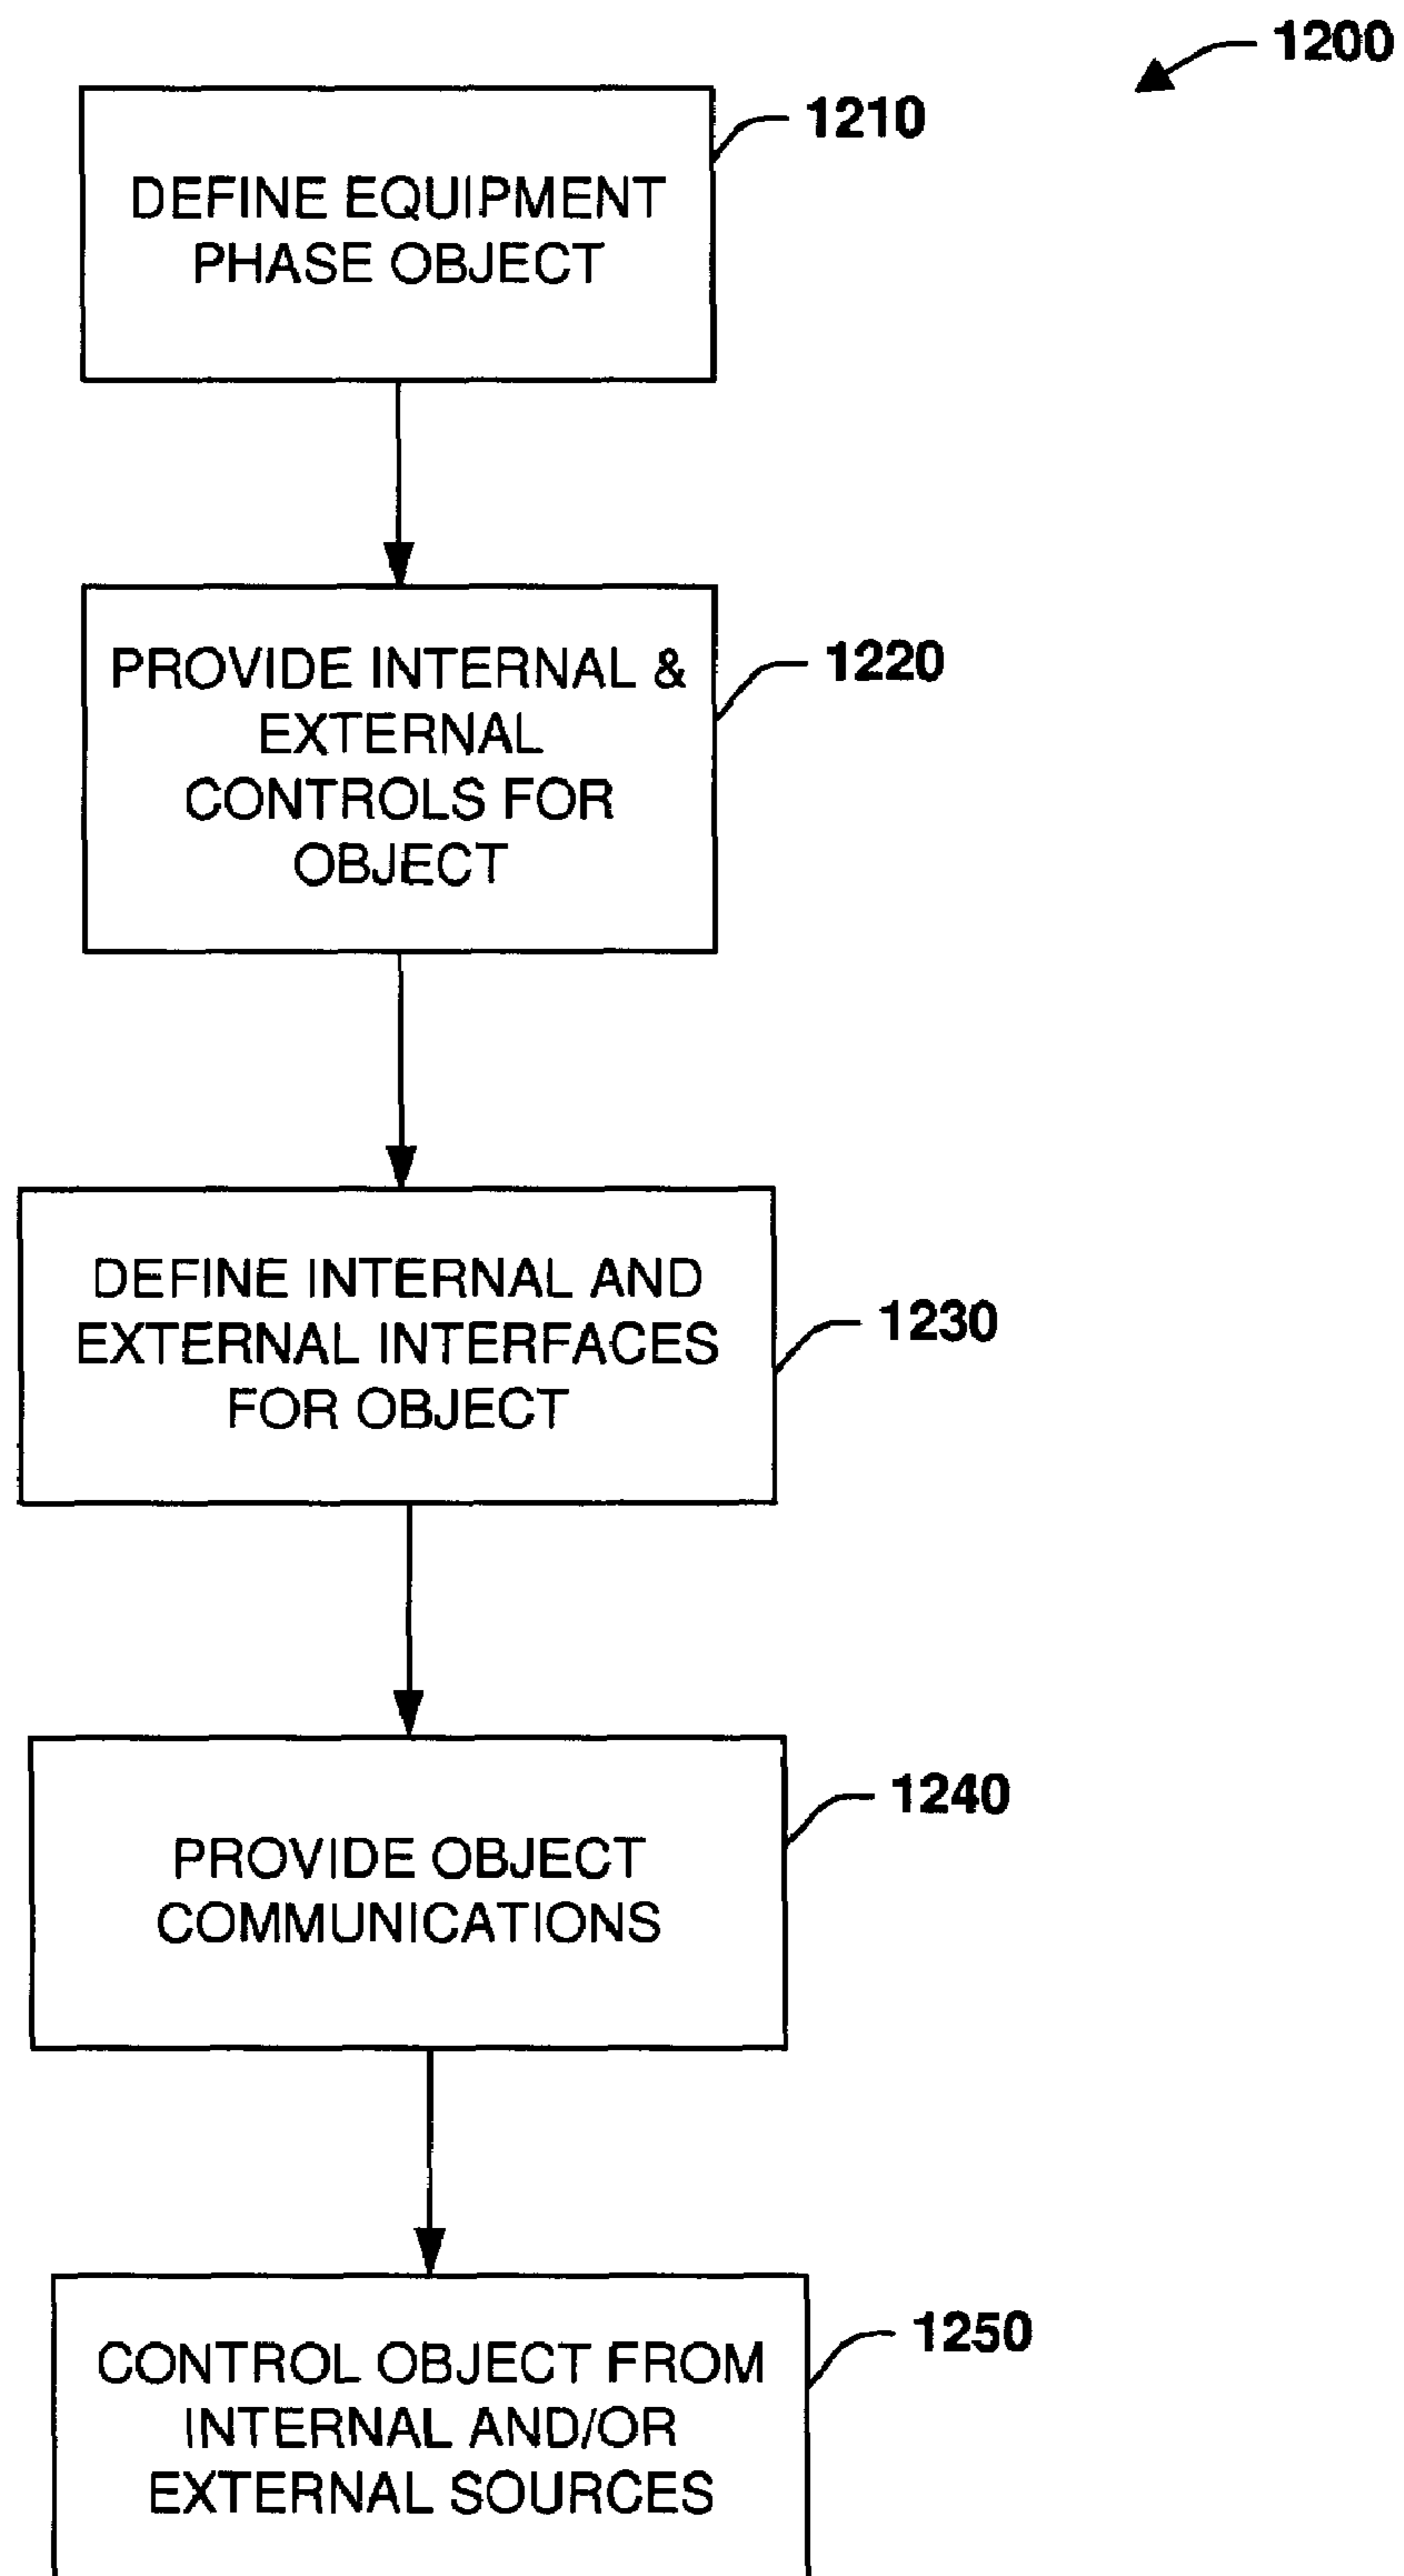 1200
1210
DEFINE EQUIPMENT
PHASE OBJECT
1220
PROVIDE INTERNAL &
EXTERNAL
CONTROLS FOR
OBJECT
1230
DEFINE INTERNAL AND
EXTERNAL INTERFACES
FOR OBJECT
1240
PROVIDE OBJECT
COMMUNICATIONS
1250
CONTROL OBJECT FROM
INTERNAL AND/OR
EXTERNAL SOURCES